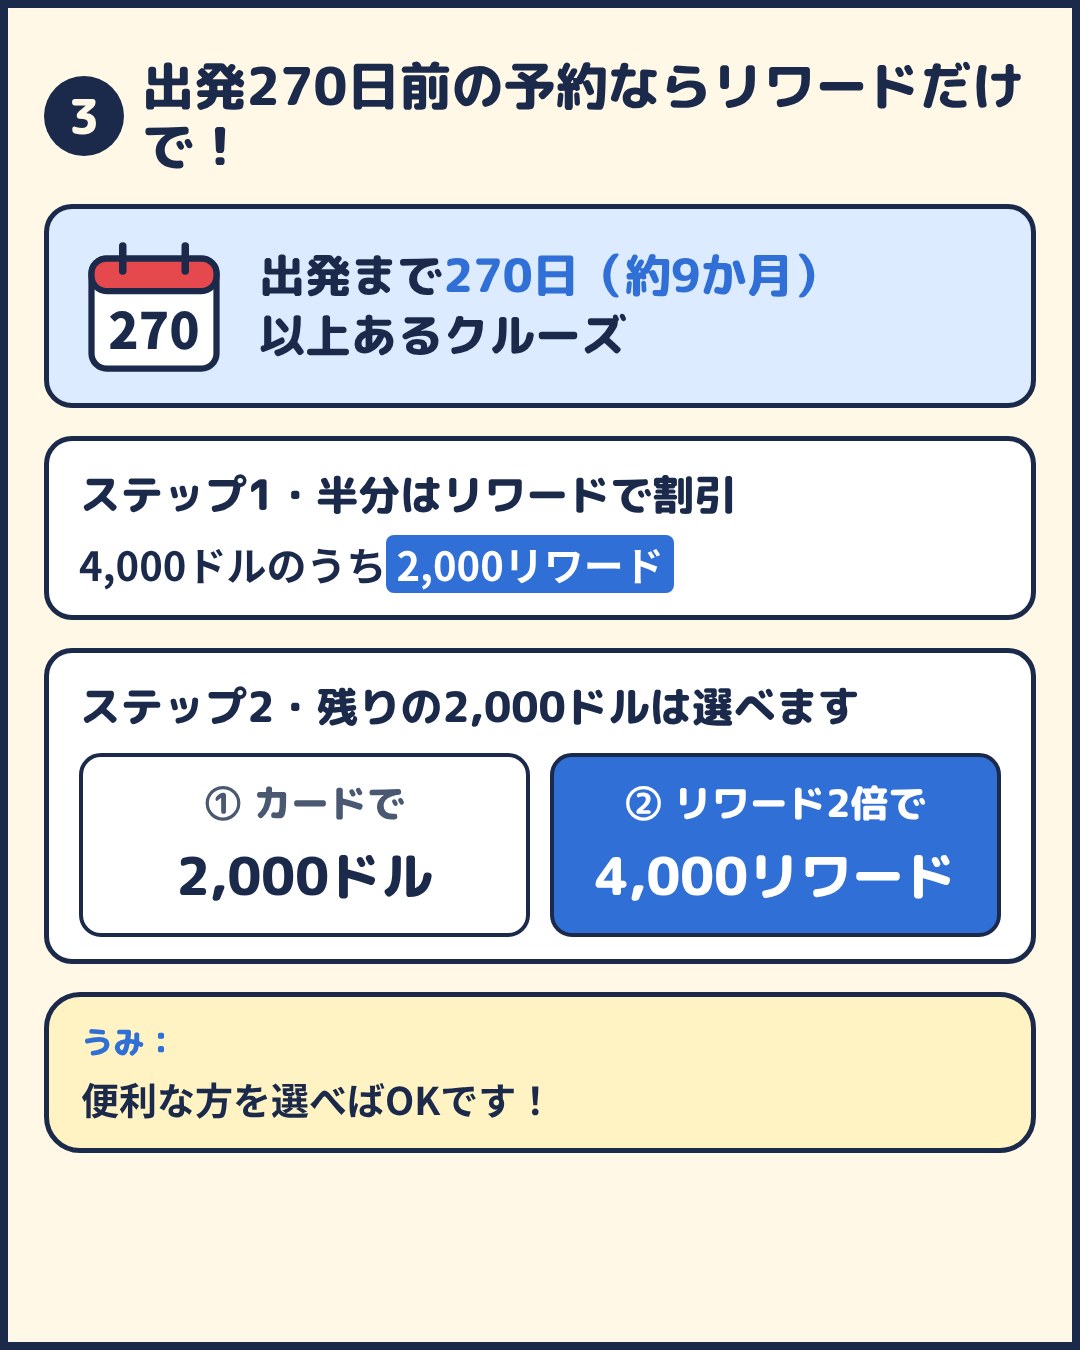 3
出発270日前の予約ならリワードだけ
で！
270
出発まで270日（約9か月）
以上あるクルーズ
ステップ1・半分はリワードで割引
4,000ドルのうち2,000リワード
ステップ2・残りの2,000ドルは選べます
① カードで
2,000ドル
② リワード2倍で
4,000リワード
うみ：
便利な方を選べばOKです！